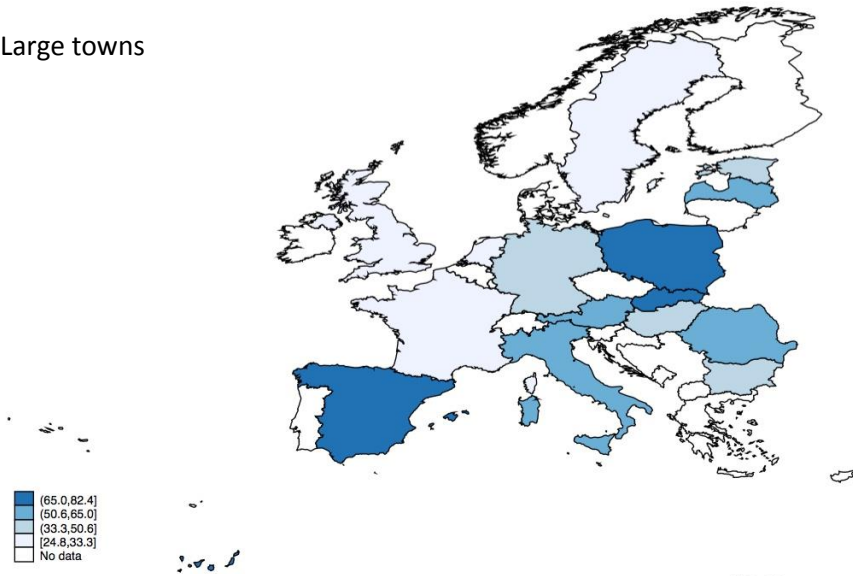 Large towns
(65.0,82.4]
(50.6,65.0]
(33.3,50.6]
[24.8,33.3]
No data